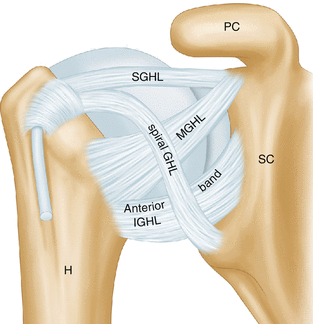 PC
SGHL
MGHL
spiral GHL
SC
band
Anterior
IGHL
H